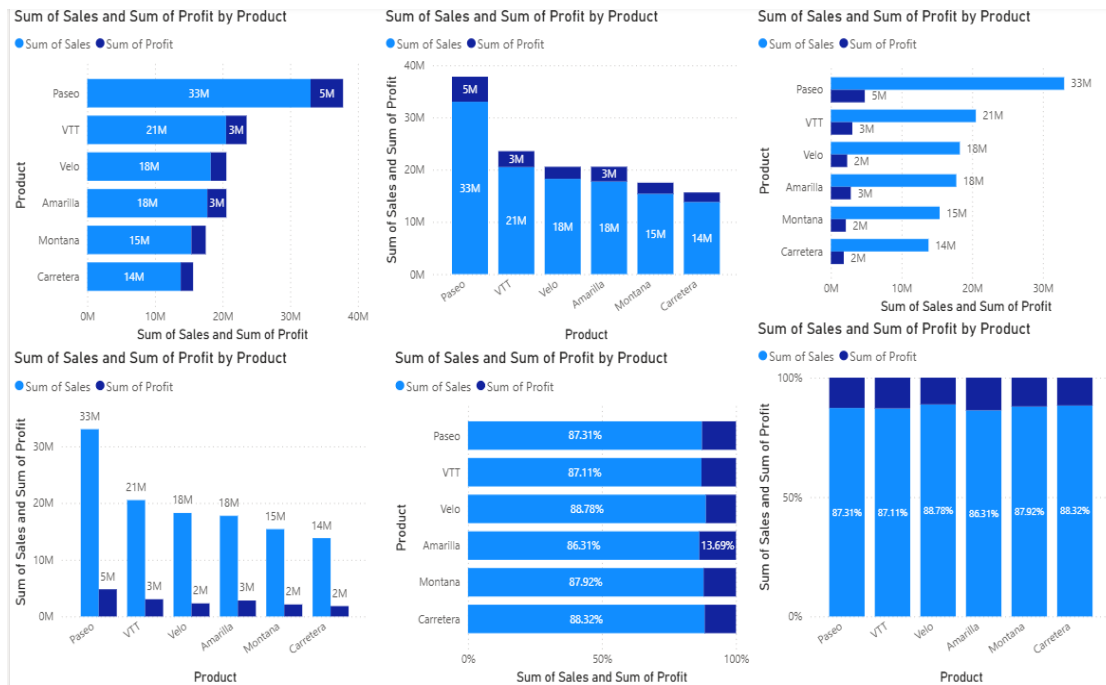 Sum of Sales and Sum of Profit by Product
Sum of Sales Sum of Profit
Product
Paseo 33M 5M
VTT 21M 3M
Velo 18M
Amarilla 18M 3M
Montana 15M
Carretera 14M
0M 10M 20M 30M 40M
Sum of Sales and Sum of Profit
Sum of Sales and Sum of Profit by Product
Sum of Sales Sum of Profit
Sum of Sales and Sum of Profit
40M
30M
20M
10M
0M
5M 3M 3M
33M 21M 18M 18M 15M 14M
Paseo VTT Velo Amarilla Montana Carretera
Product
Sum of Sales and Sum of Profit by Product
Sum of Sales Sum of Profit
Product
Paseo 33M
5M
VTT 21M
3M
Velo 18M
2M
Amarilla 18M
3M
Montana 15M
2M
Carretera 14M
2M
0M 10M 20M 30M
Sum of Sales and Sum of Profit
Sum of Sales and Sum of Profit by Product
Sum of Sales Sum of Profit
Sum of Sales and Sum of Profit
30M
20M
10M
0M
33M 21M 18M 18M 15M 14M
5M 3M 2M 3M 2M 2M
Paseo VTT Velo Amarilla Montana Carretera
Product
Sum of Sales and Sum of Profit by Product
Sum of Sales Sum of Profit
Product
Paseo 87.31%
VTT 87.11%
Velo 88.78%
Amarilla 86.31% 13.69%
Montana 87.92%
Carretera 88.32%
0% 50% 100%
Sum of Sales and Sum of Profit
Sum of Sales and Sum of Profit by Product
Sum of Sales Sum of Profit
Sum of Sales and Sum of Profit
100%
50%
0%
87.31% 87.11% 88.78% 86.31% 87.92% 88.32%
Paseo VTT Velo Amarilla Montana Carretera
Product